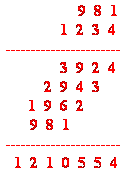 9 8 1
1 2 3 4
3 9 2 4
2 9 4 3
1 9 6 2
9 8 1
1 2 1 0 5 5 4